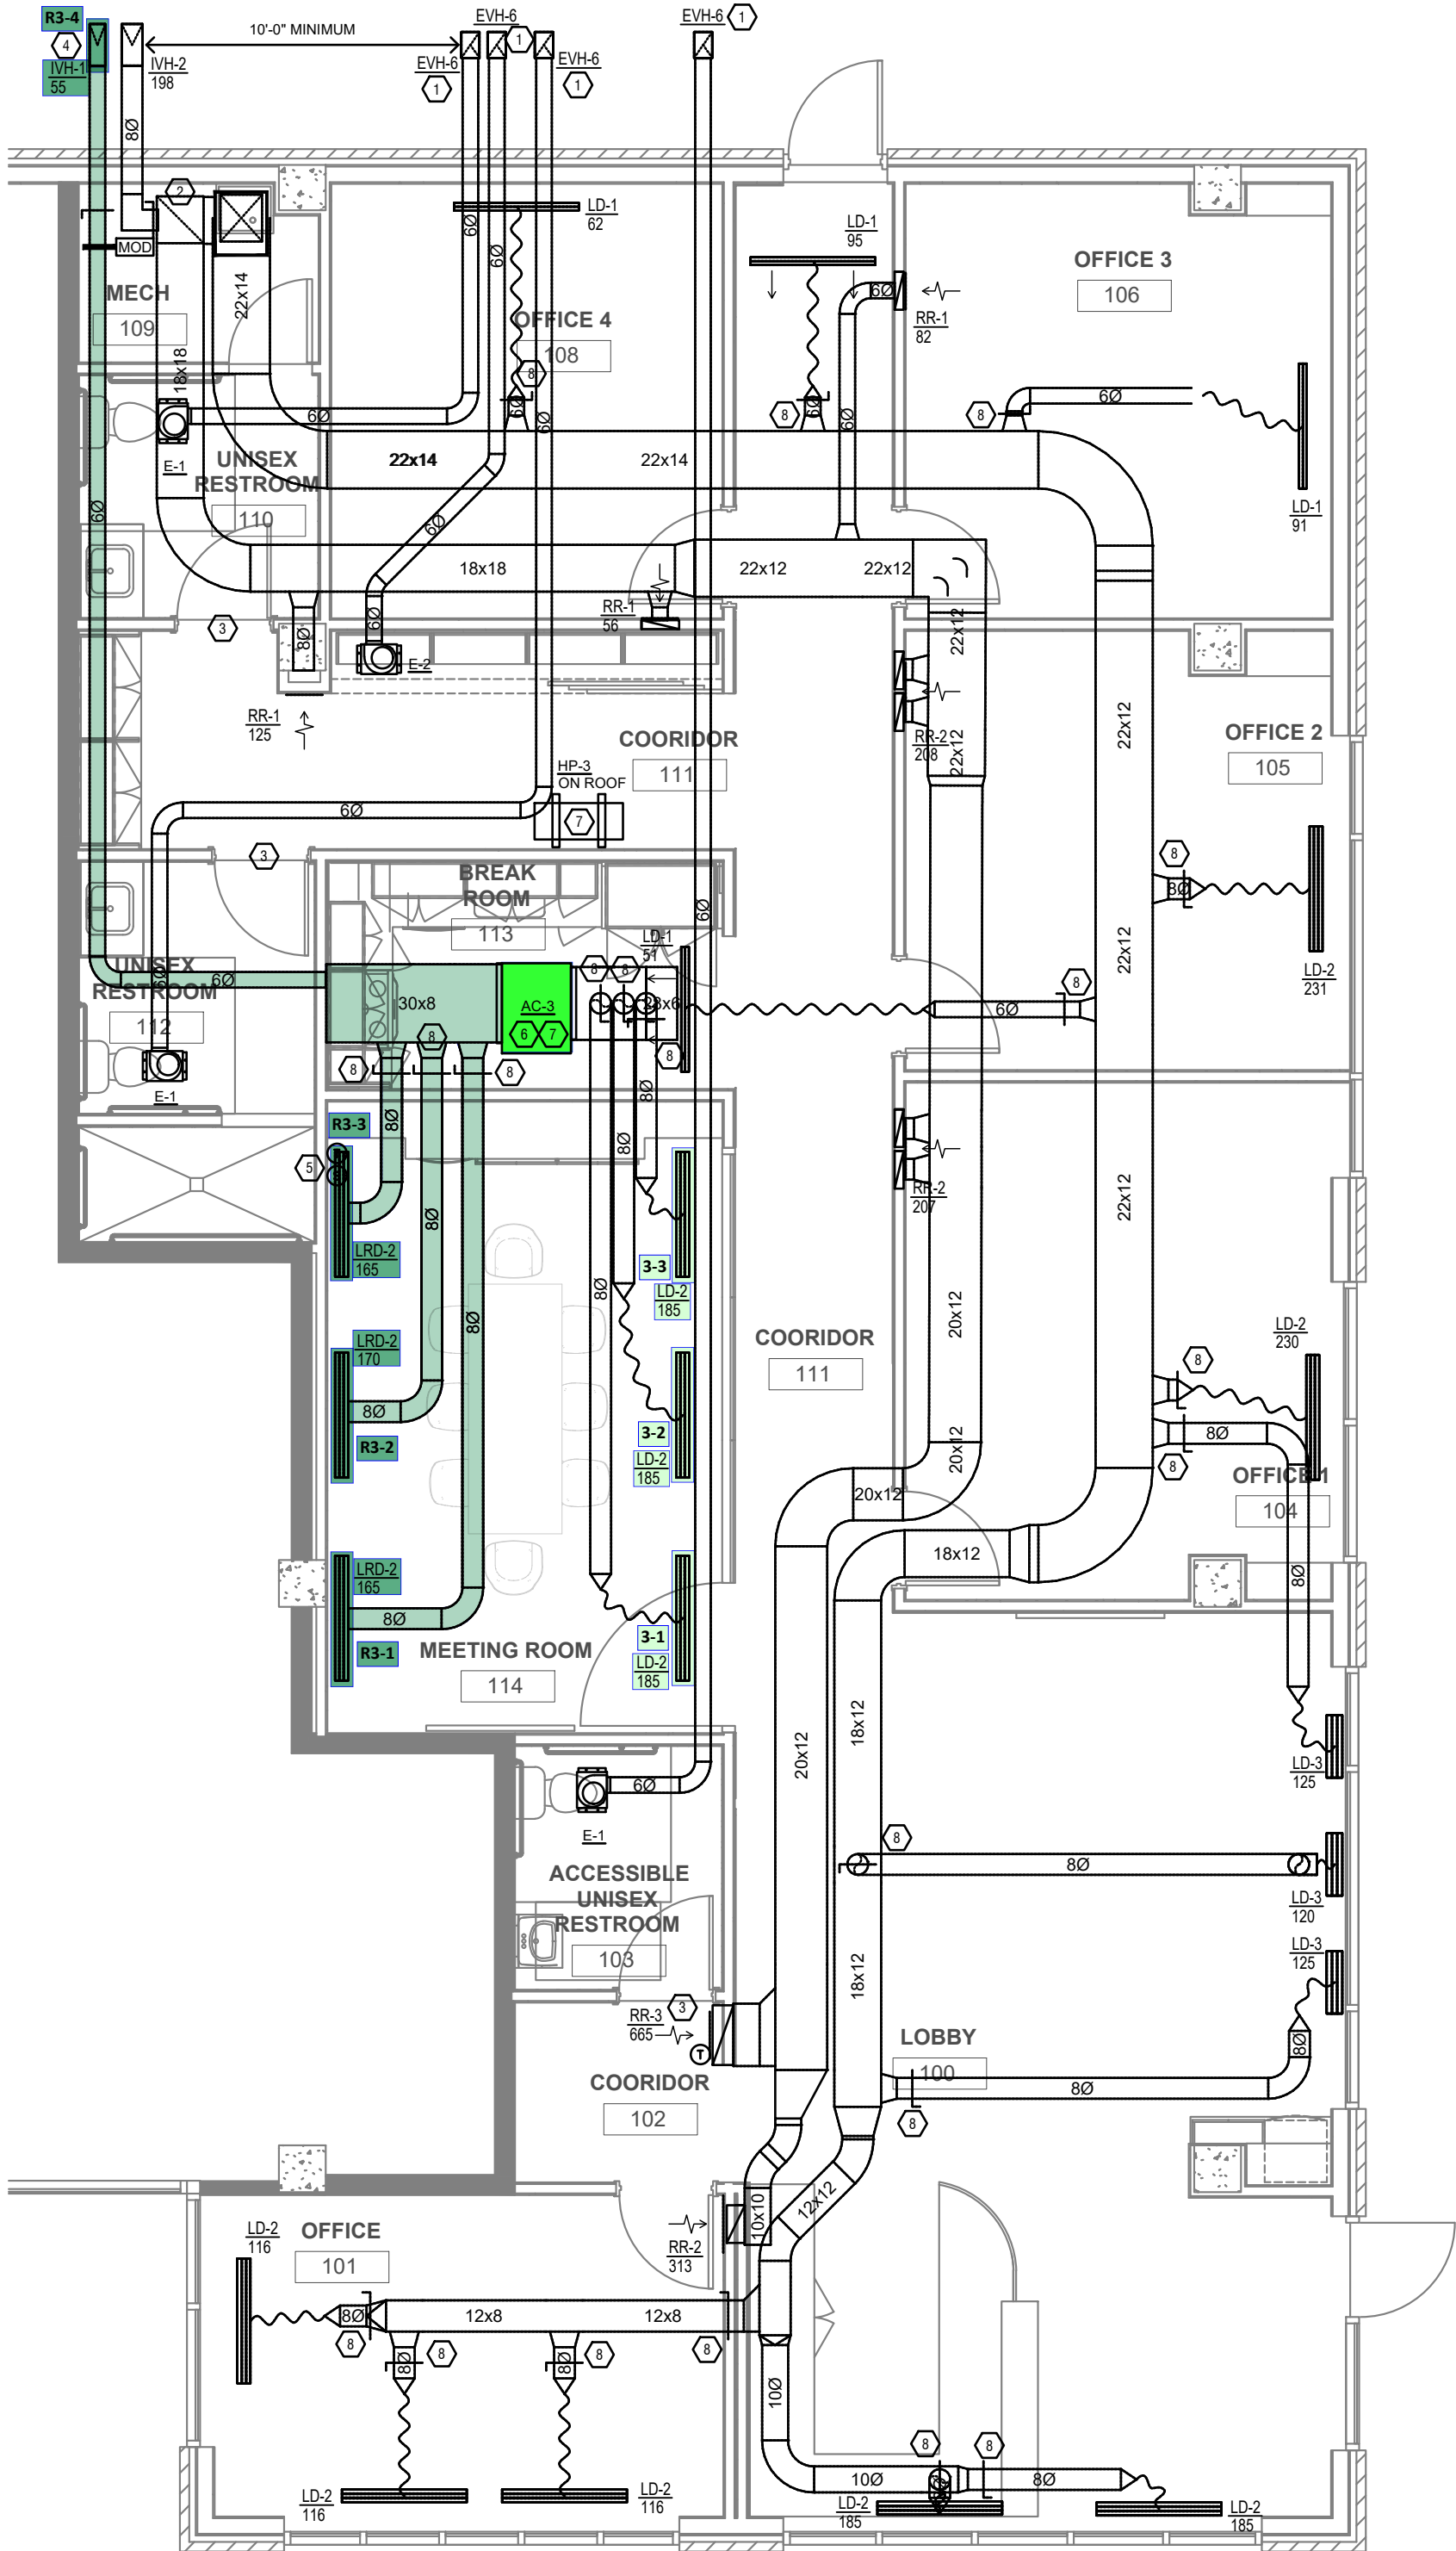 R3-4
4
IVH-1
55
IVH-2
198
10'-0" MINIMUM
EVH-6
1
EVH-6
1
EVH-6
1
EVH-6
1
8Ø
2
MOD
MECH
109
22x14
18x18
6Ø
6Ø
LD-1
62
OFFICE 4
108
8
6Ø
6Ø
6Ø
LD-1
95
6Ø
RR-1
82
8
6Ø
6Ø
OFFICE 3
106
8
6Ø
LD-1
91
E-1
UNISEX
RESTROOM
110
6Ø
22x14
22x14
6Ø
18x18
22x12
22x12
22x12
RR-1
56
3
8Ø
6Ø
E-2
RR-1
125
COORIDOR
111
HP-3
ON ROOF
7
6Ø
RR-2
208
22x12
22x12
OFFICE 2
105
3
BREAK
ROOM
113
6Ø
8
8Ø
LD-2
231
LD-1
51
22x12
UNISEX
RESTROOM
112
6Ø
6Ø
30x8
AC-3
6
7
8
8
28x6
8
6Ø
8
8
8
8
E-1
8Ø
8Ø
8Ø
R3-3
5
LRD-2
165
8Ø
8Ø
3-3
LD-2
185
RR-2
207
22x12
8Ø
20x12
LRD-2
170
8Ø
R3-2
3-2
LD-2
185
COORIDOR
111
LD-2
230
8
8Ø
8
20x12
20x12
OFFICE 1
104
18x12
8Ø
LRD-2
165
8Ø
R3-1
MEETING ROOM
114
3-1
LD-2
185
20x12
18x12
LD-3
125
6Ø
E-1
8
8Ø
LD-3
120
ACCESSIBLE
UNISEX
RESTROOM
103
18x12
LD-3
125
RR-3
665
3
T
LOBBY
100
8Ø
8Ø
8
COORIDOR
102
10x10
12x12
RR-2
313
OFFICE
101
LD-2
116
8Ø
8
12x8
12x8
8
8Ø
8
8Ø
8
10Ø
8
8
10Ø
8Ø
LD-2
116
LD-2
116
LD-2
185
LD-2
185